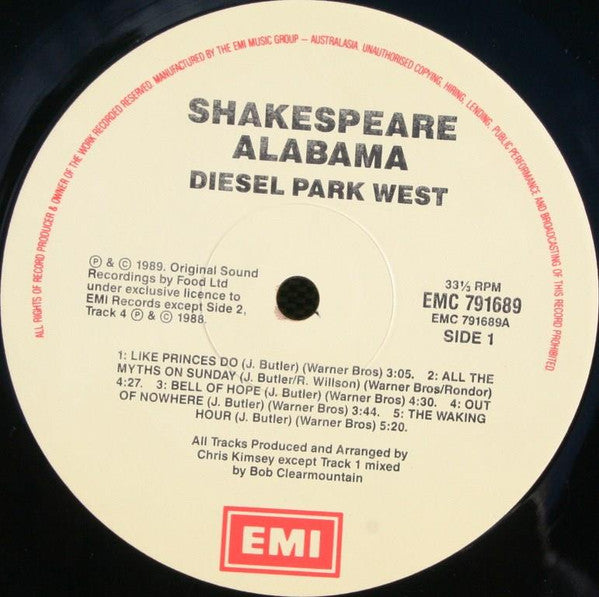 ALL RIGHTS OF RECORD PRODUCER & OWNER OF THE WORK RECORDED RESERVED. MANUFACTURED BY THE EMI MUSIC GROUP – AUSTRALASIA UNAUTHORISED COPYING, HIRING, LENDING, PUBLIC PERFORMANCE AND BROADCASTING OF THIS RECORD PROHIBITED
SHAKESPEARE
ALABAMA
DIESEL PARK WEST
Ⓟ & © 1989. Original Sound
Recordings by Food Ltd
under exclusive licence to
EMI Records except Side 2,
Track 4 Ⓟ & © 1988.
33⅓ RPM
EMC 791689
EMC 791689A
SIDE 1
1: LIKE PRINCES DO (J. Butler) (Warner Bros) 3:05. 2: ALL THE
MYTHS ON SUNDAY (J. Butler/R. Willson) (Warner Bros/Rondor)
4:27. 3: BELL OF HOPE (J. Butler) (Warner Bros) 4:30. 4: OUT
OF NOWHERE (J. Butler) (Warner Bros) 3:44. 5: THE WAKING
HOUR (J. Butler) (Warner Bros) 5:20.
All Tracks Produced and Arranged by
Chris Kimsey except Track 1 mixed
by Bob Clearmountain
EMI